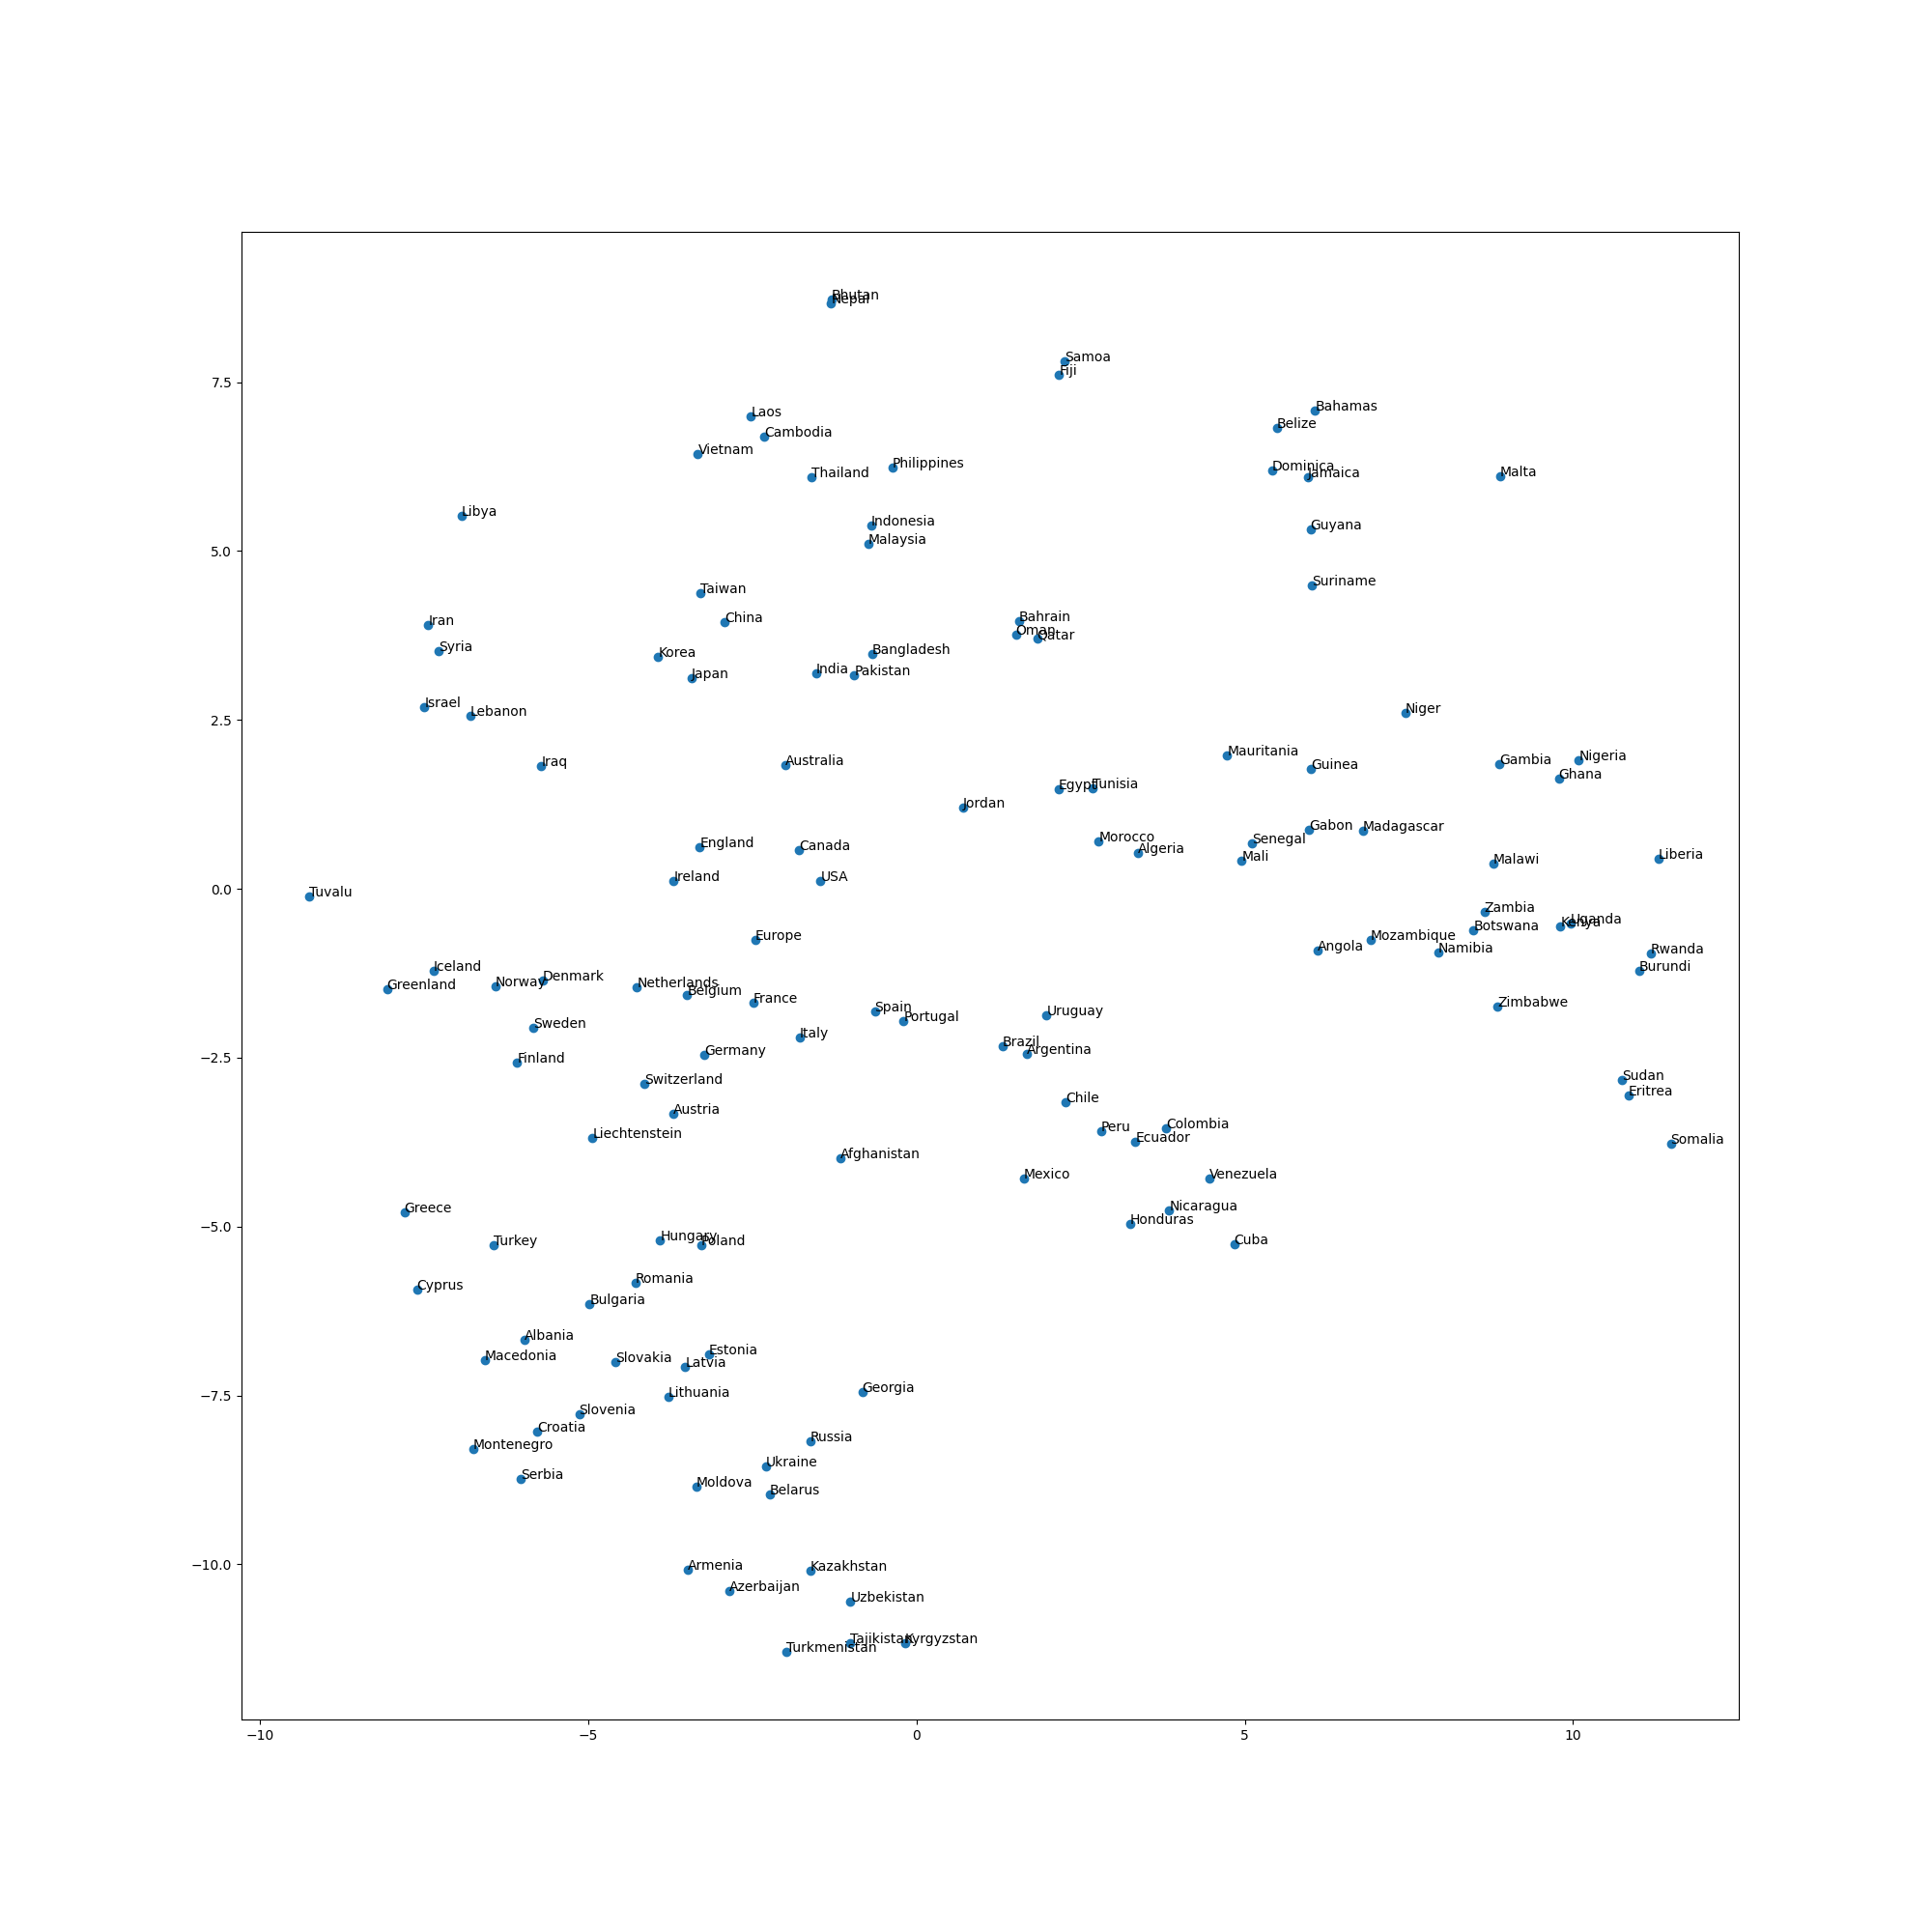 Bhutan
Nepal
Samoa
Fiji
7.5
Bahamas
Laos
Belize
Cambodia
Vietnam
Philippines
Dominica
Thailand
Jamaica
Malta
Libya
Indonesia
Guyana
Malaysia
5.0
Suriname
Taiwan
Bahrain
China
Iran
Oman
Qatar
Syria
Bangladesh
Korea
India
Pakistan
Japan
Israel
Lebanon
2.5
Niger
Mauritania
Nigeria
Gambia
Australia
Iraq
Guinea
Ghana
Egypt
Tunisia
Jordan
Gabon
Madagascar
Morocco
Senegal
England
Canada
Algeria
Mali
Liberia
Malawi
Ireland
USA
0.0
Tuvalu
Zambia
Uganda
Kenya
Botswana
Europe
Mozambique
Angola
Namibia
Rwanda
Iceland
Burundi
Denmark
Norway
Greenland
Netherlands
Belgium
France
Zimbabwe
Spain
Uruguay
Portugal
Sweden
Italy
Brazil
Argentina
Germany
Finland
−2.5
Sudan
Switzerland
Eritrea
Chile
Austria
Colombia
Peru
Liechtenstein
Ecuador
Somalia
Afghanistan
Mexico
Venezuela
Greece
Nicaragua
Honduras
−5.0
Hungary
Poland
Turkey
Cuba
Romania
Cyprus
Bulgaria
Albania
Estonia
Macedonia
Slovakia
Latvia
Georgia
Lithuania
−7.5
Slovenia
Croatia
Russia
Montenegro
Ukraine
Serbia
Moldova
Belarus
−10.0
Armenia
Kazakhstan
Azerbaijan
Uzbekistan
Tajikistan
Kyrgyzstan
Turkmenistan
−10
−5
0
5
10